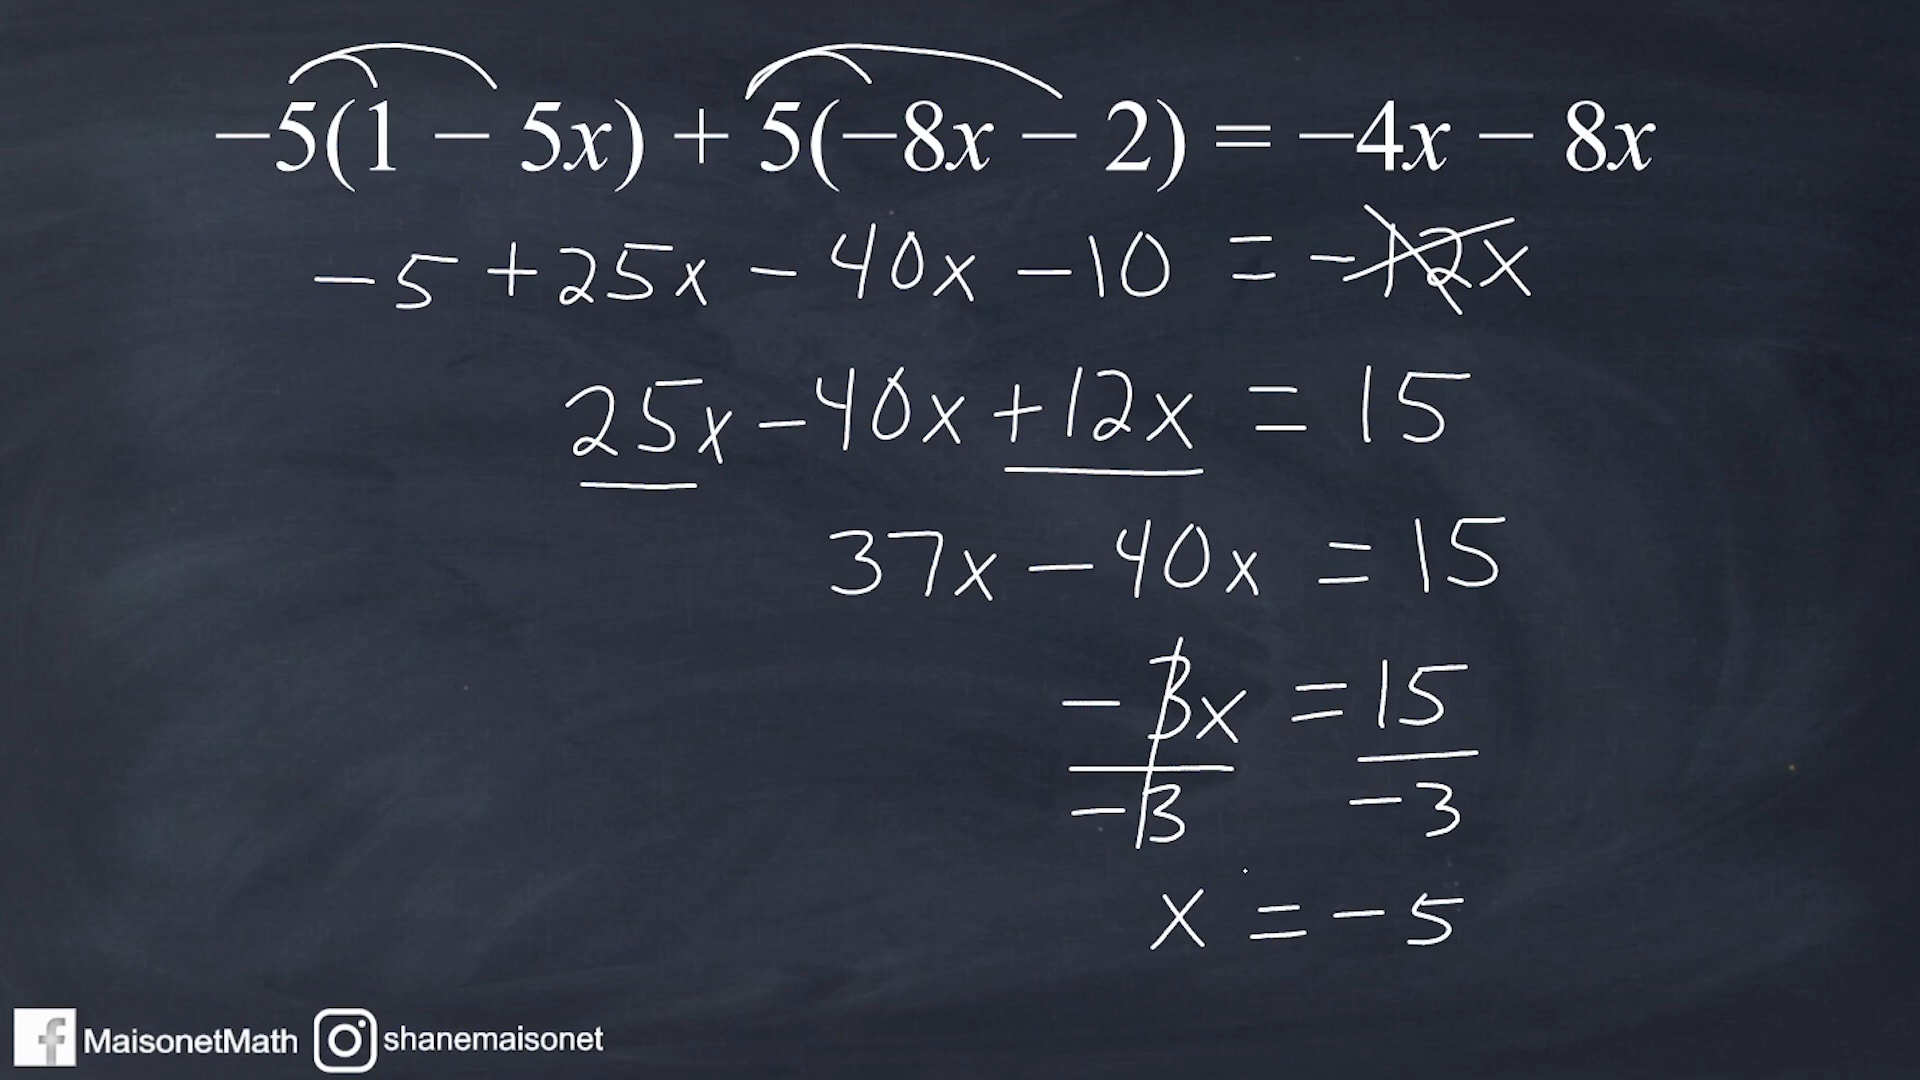 −5(1 − 5x) + 5(−8x − 2) = −4x − 8x
−5 + 25x − 40x − 10 = −12x
25x − 40x + 12x = 15
37x − 40x = 15
−3x = 15
−3 −3
x = −5
MaisonetMath shanemaisonet